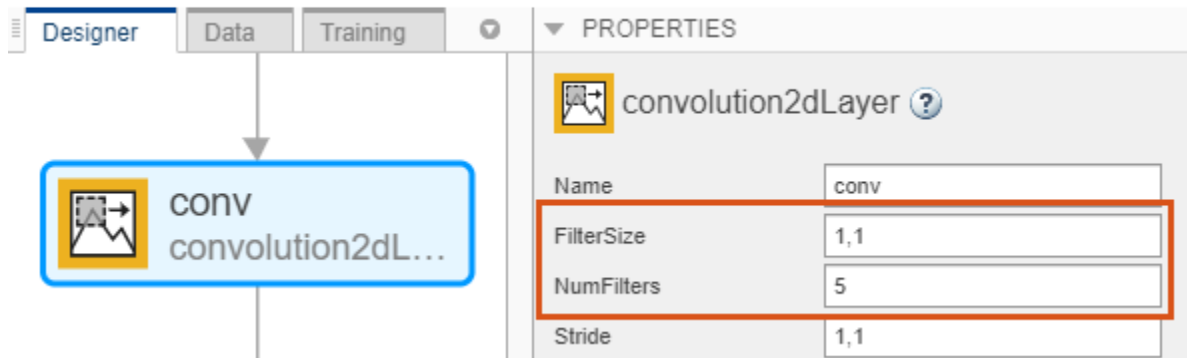 Designer Data Training
PROPERTIES
conv
convolution2dL...
convolution2dLayer ?
Name conv
FilterSize 1,1
NumFilters 5
Stride 1,1